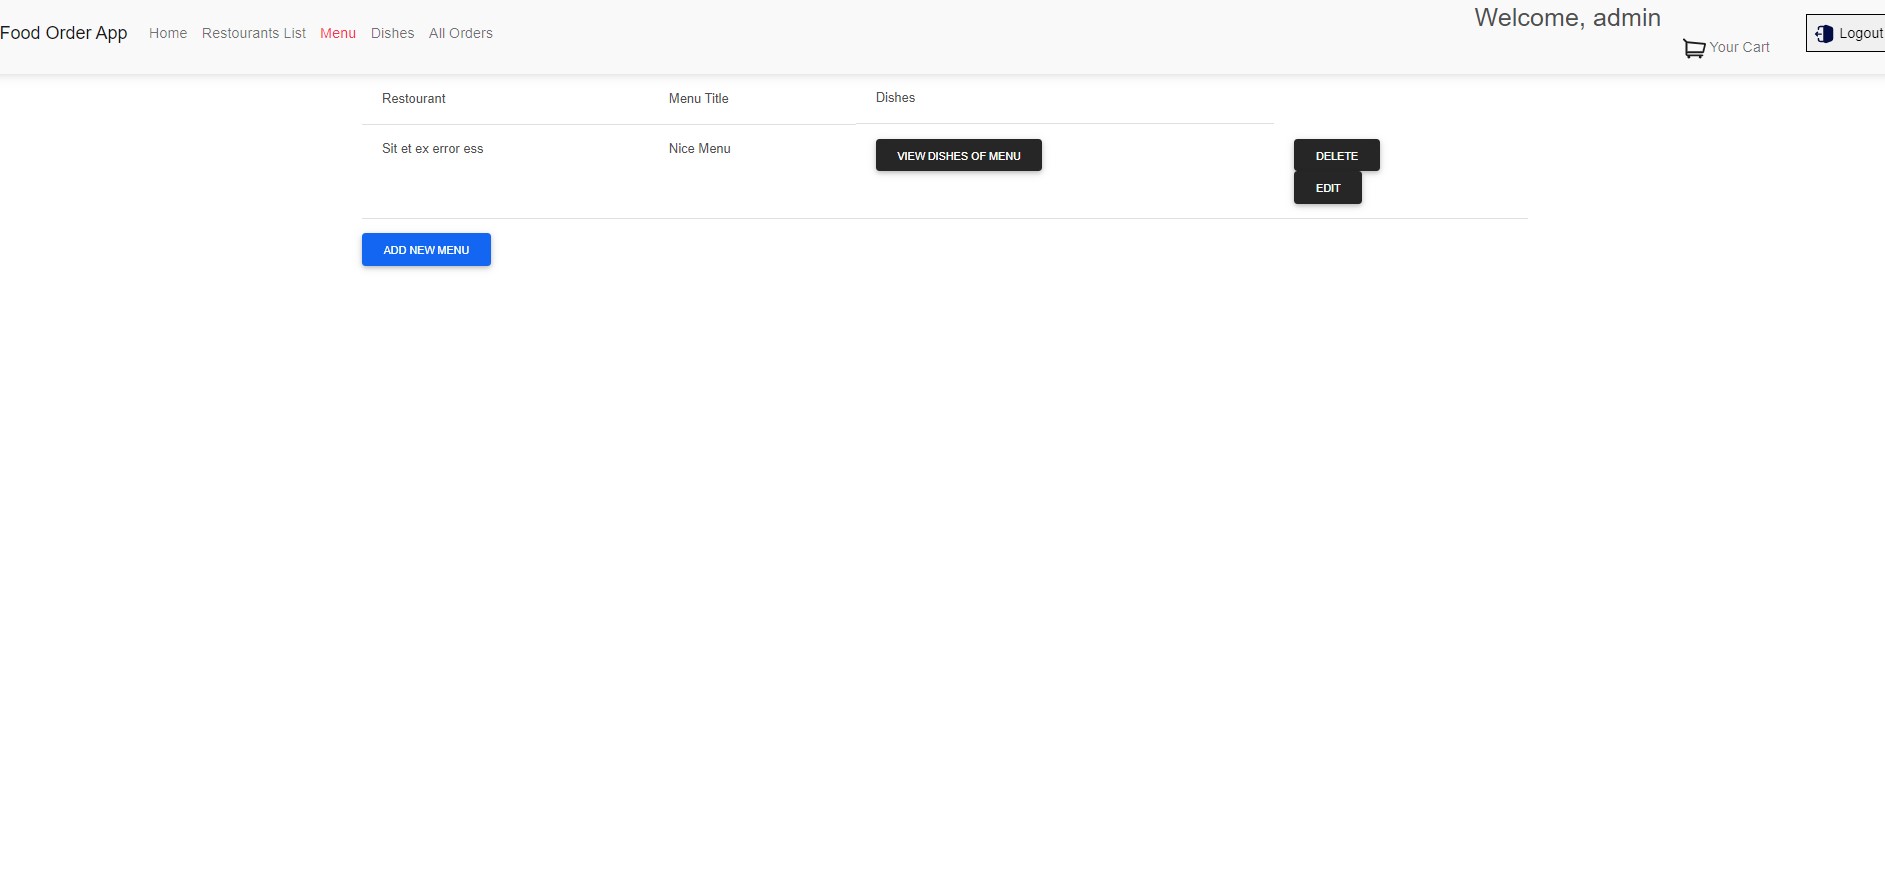 Food Order App Home Restourants List Menu Dishes All Orders Welcome, admin Your Cart Logout
Restourant Menu Title Dishes
Sit et ex error ess Nice Menu VIEW DISHES OF MENU DELETE
EDIT
ADD NEW MENU